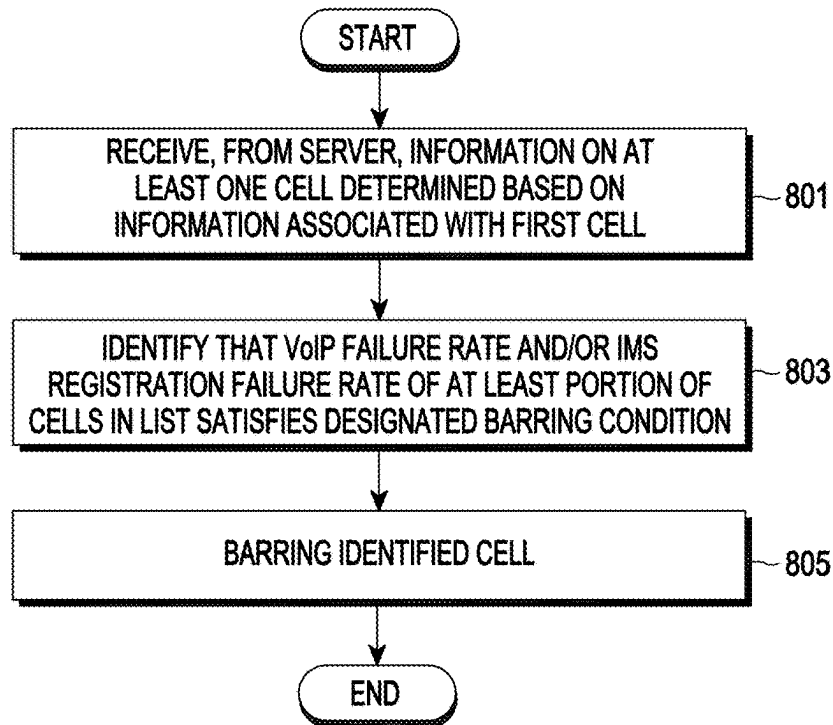 START
RECEIVE, FROM SERVER, INFORMATION ON AT
LEAST ONE CELL DETERMINED BASED ON
INFORMATION ASSOCIATED WITH FIRST CELL
801
IDENTIFY THAT VoIP FAILURE RATE AND/OR IMS
REGISTRATION FAILURE RATE OF AT LEAST PORTION OF
CELLS IN LIST SATISFIES DESIGNATED BARRING CONDITION
803
BARRING IDENTIFIED CELL
805
END